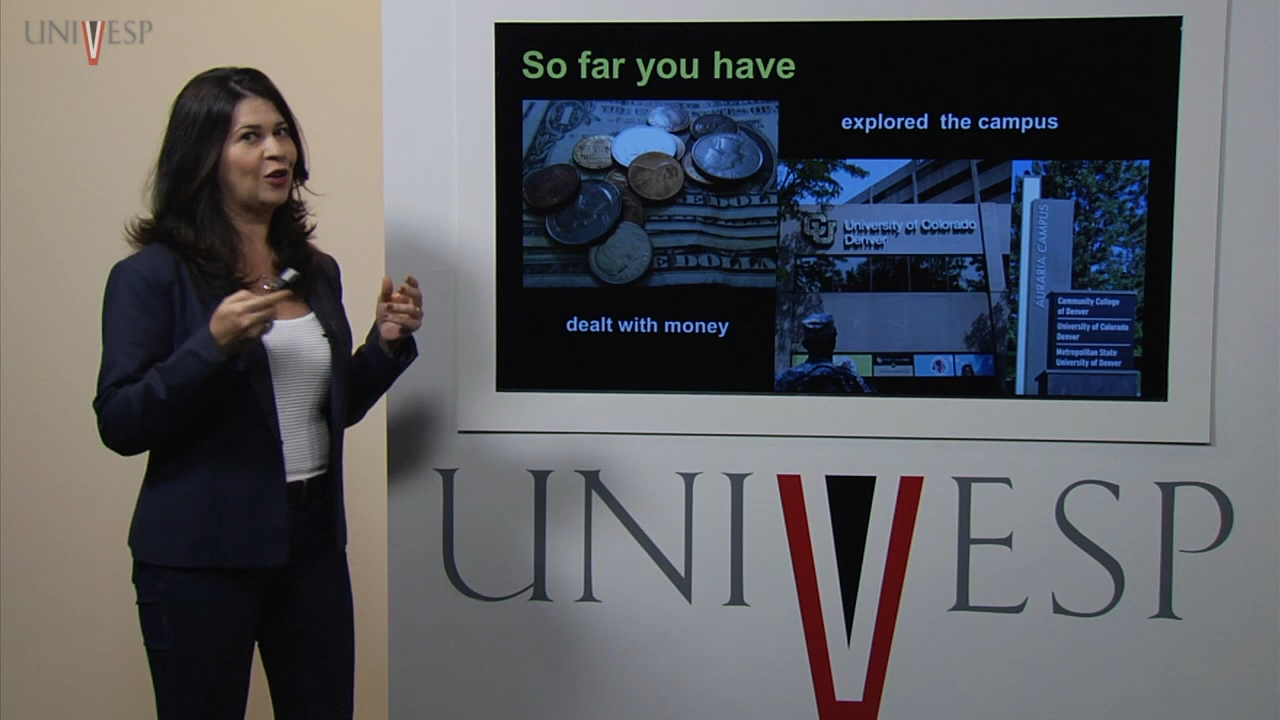 UNIVESP
So far you have
explored the campus
University of Colorado
Denver
AURARIA CAMPUS
Community College
of Denver
University of Colorado
Denver
Metropolitan State
University of Denver
dealt with money
UNIVESP